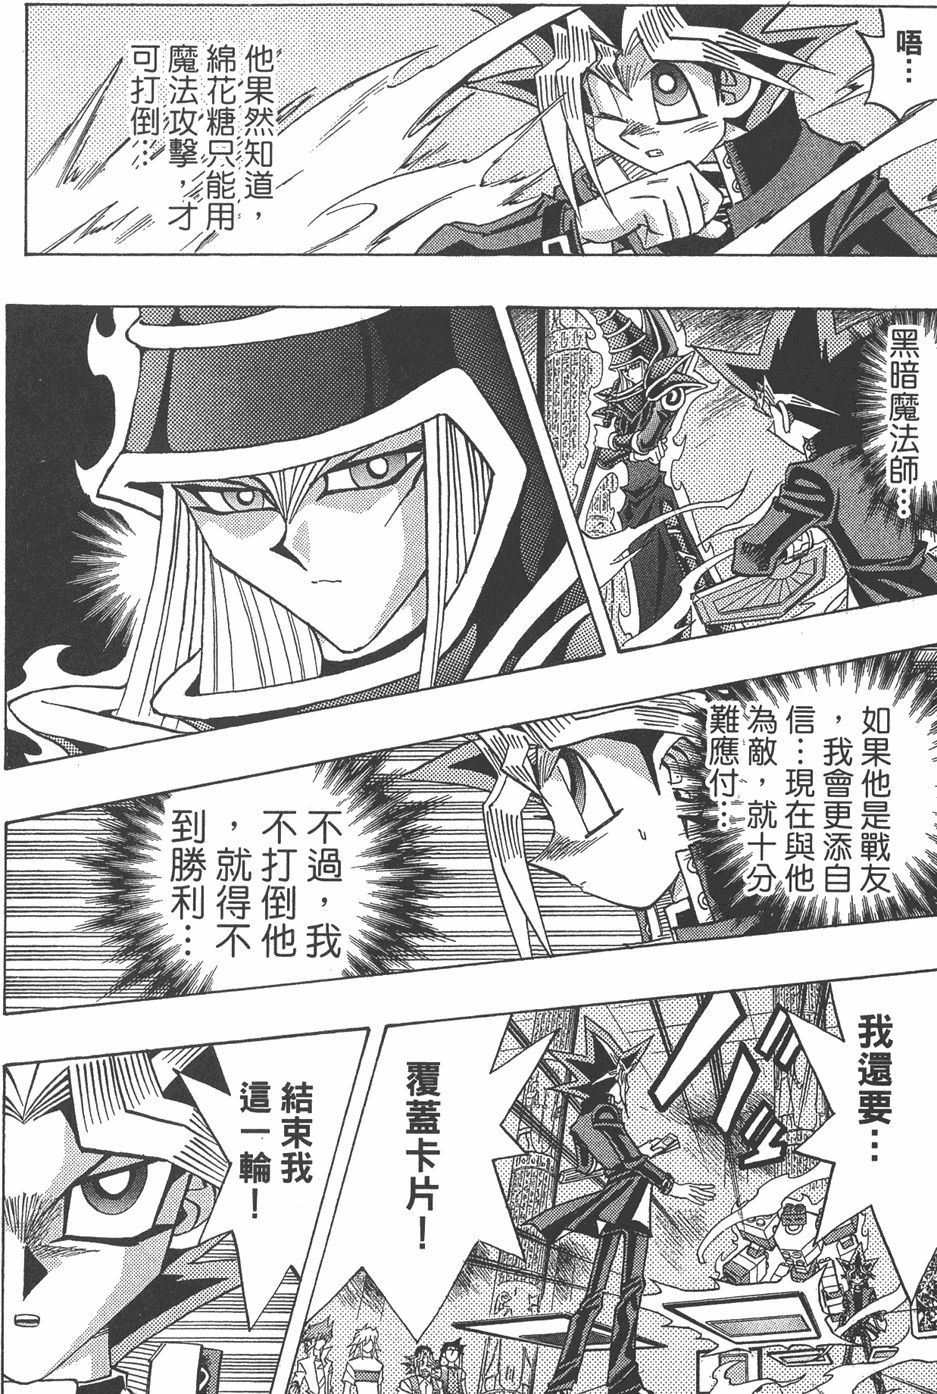 唔…
他果然知道，
綿花糖只能用
魔法攻擊，才
可打倒…
黑暗魔法師…
如果他是戰友
，我會更添自
信…現在與他
為敵，就十分
難應付…
不過，我
不打倒他
，就得不
到勝利…
我還要…
覆蓋卡片！
結束我
這一輪！